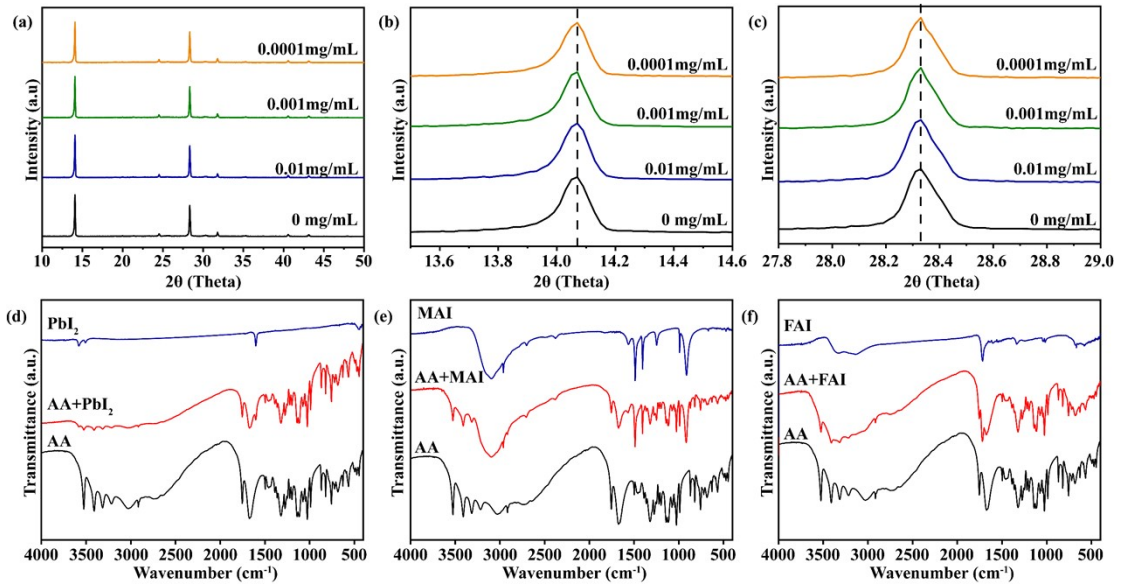 (a)
0.0001mg/mL
0.001mg/mL
0.01mg/mL
0 mg/mL
Intensity (a.u)
10 15 20 25 30 35 40 45 50
2θ (Theta)
(b)
0.0001mg/mL
0.001mg/mL
0.01mg/mL
0 mg/mL
Intensity (a.u)
13.6 13.8 14.0 14.2 14.4 14.6
2θ (Theta)
(c)
0.0001mg/mL
0.001mg/mL
0.01mg/mL
0 mg/mL
Intensity (a.u)
27.8 28.0 28.2 28.4 28.6 28.8 29.0
2θ (Theta)
(d)
PbI₂
AA+PbI₂
AA
Transmittance (a.u.)
4000 3500 3000 2500 2000 1500 1000 500
Wavenumber (cm⁻¹)
(e)
MAI
AA+MAI
AA
Transmittance (a.u.)
4000 3500 3000 2500 2000 1500 1000 500
Wavenumber (cm⁻¹)
(f)
FAI
AA+FAI
AA
Transmittance (a.u.)
4000 3500 3000 2500 2000 1500 1000 500
Wavenumber (cm⁻¹)